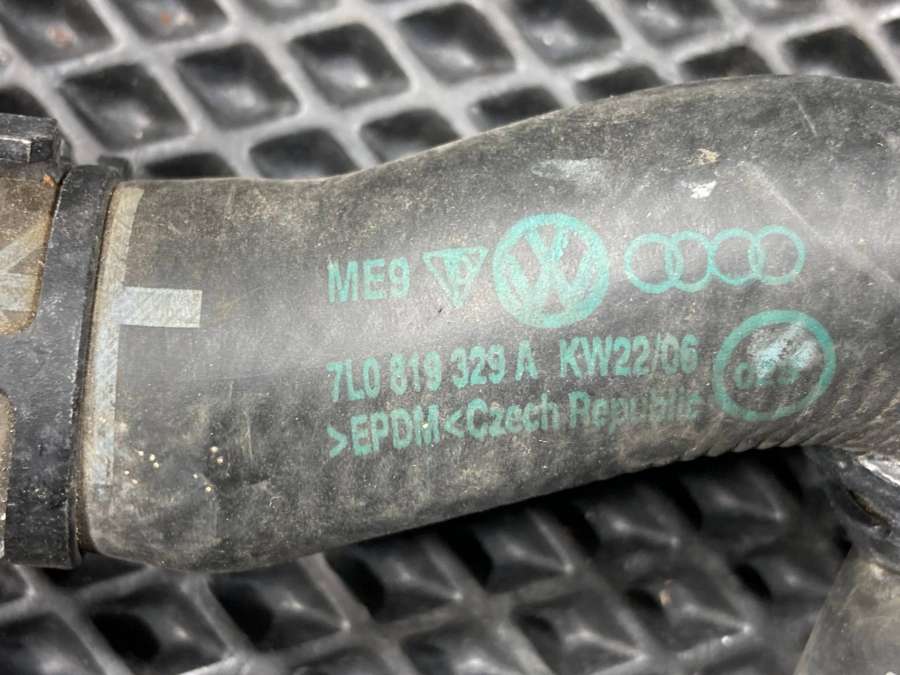 ME9
7L0 819 329 A KW22/06
>EPDM<Czech Republic